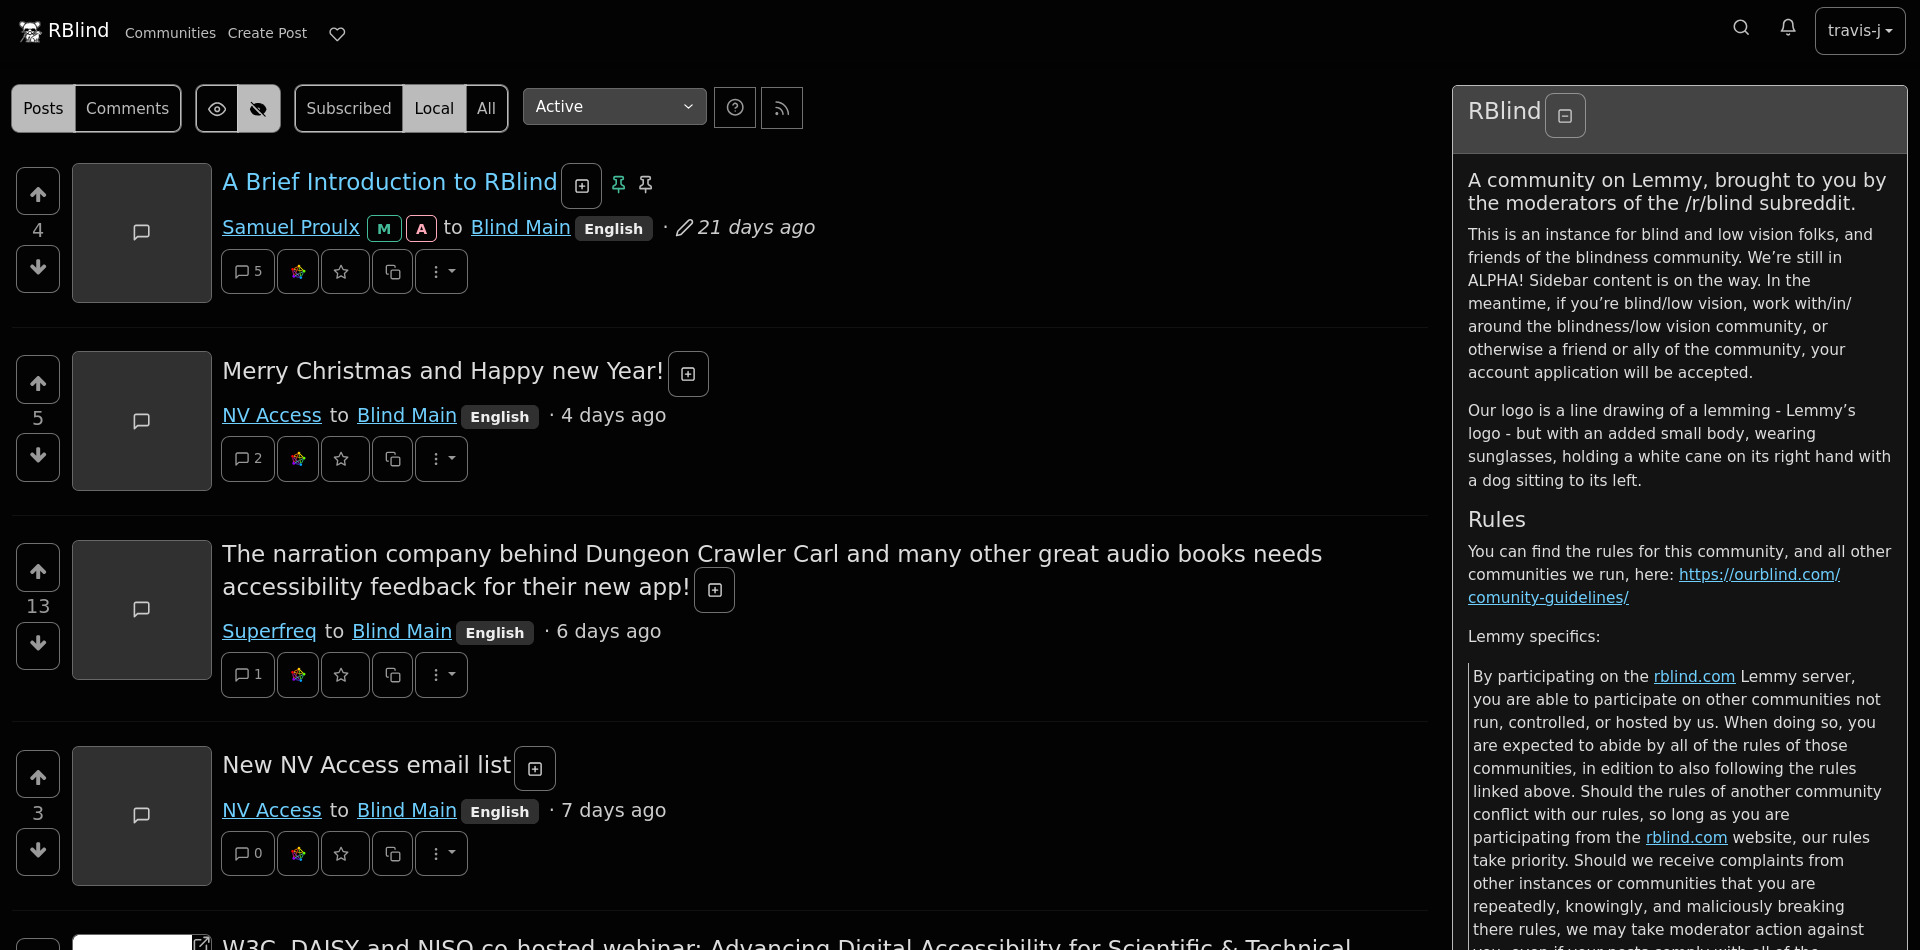 RBlind
Communities
Create Post
travis-j
Posts
Comments
Subscribed
Local
All
Active
4
A Brief Introduction to RBlind
Samuel Proulx M A to Blind Main English · 21 days ago
5
5
Merry Christmas and Happy new Year!
NV Access to Blind Main English · 4 days ago
2
13
The narration company behind Dungeon Crawler Carl and many other great audio books needs
accessibility feedback for their new app!
Superfreq to Blind Main English · 6 days ago
1
3
New NV Access email list
NV Access to Blind Main English · 7 days ago
0
W3C, DAISY and NISO co-hosted webinar: Advancing Digital Accessibility for Scientific & Technical
RBlind
A community on Lemmy, brought to you by
the moderators of the /r/blind subreddit.
This is an instance for blind and low vision folks, and
friends of the blindness community. We’re still in
ALPHA! Sidebar content is on the way. In the
meantime, if you’re blind/low vision, work with/in/
around the blindness/low vision community, or
otherwise a friend or ally of the community, your
account application will be accepted.
Our logo is a line drawing of a lemming - Lemmy’s
logo - but with an added small body, wearing
sunglasses, holding a white cane on its right hand with
a dog sitting to its left.
Rules
You can find the rules for this community, and all other
communities we run, here: https://ourblind.com/
comunity-guidelines/
Lemmy specifics:
By participating on the rblind.com Lemmy server,
you are able to participate on other communities not
run, controlled, or hosted by us. When doing so, you
are expected to abide by all of the rules of those
communities, in edition to also following the rules
linked above. Should the rules of another community
conflict with our rules, so long as you are
participating from the rblind.com website, our rules
take priority. Should we receive complaints from
other instances or communities that you are
repeatedly, knowingly, and maliciously breaking
there rules, we may take moderator action against
you, even if your posts comply with all of the